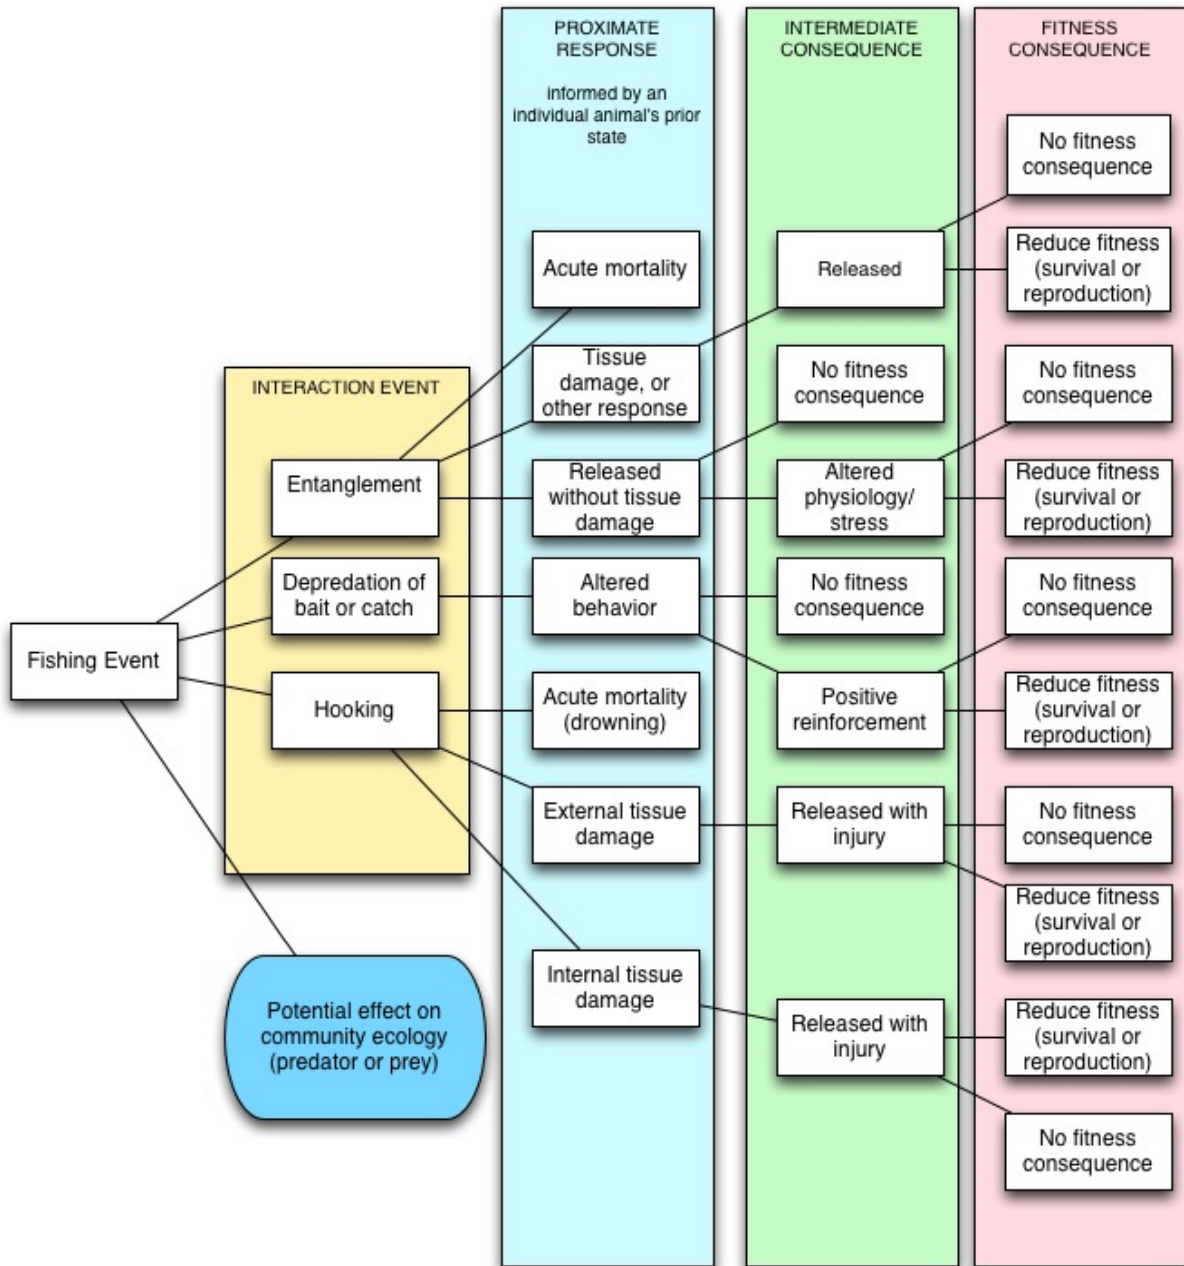 PROXIMATE
RESPONSE
informed by an
individual animal's prior
state
INTERMEDIATE
CONSEQUENCE
FITNESS
CONSEQUENCE
No fitness
consequence
Acute mortality
Released
Reduce fitness
(survival or
reproduction)
INTERACTION EVENT
Tissue
damage, or
other response
No fitness
consequence
No fitness
consequence
Entanglement
Released
without tissue
damage
Altered
physiology/
stress
Reduce fitness
(survival or
reproduction)
Depredation of
bait or catch
Altered
behavior
No fitness
consequence
No fitness
consequence
Fishing Event
Hooking
Acute mortality
(drowning)
Positive
reinforcement
Reduce fitness
(survival or
reproduction)
External tissue
damage
Released with
injury
No fitness
consequence
Reduce fitness
(survival or
reproduction)
Internal tissue
damage
Potential effect on
community ecology
(predator or prey)
Released with
injury
Reduce fitness
(survival or
reproduction)
No fitness
consequence